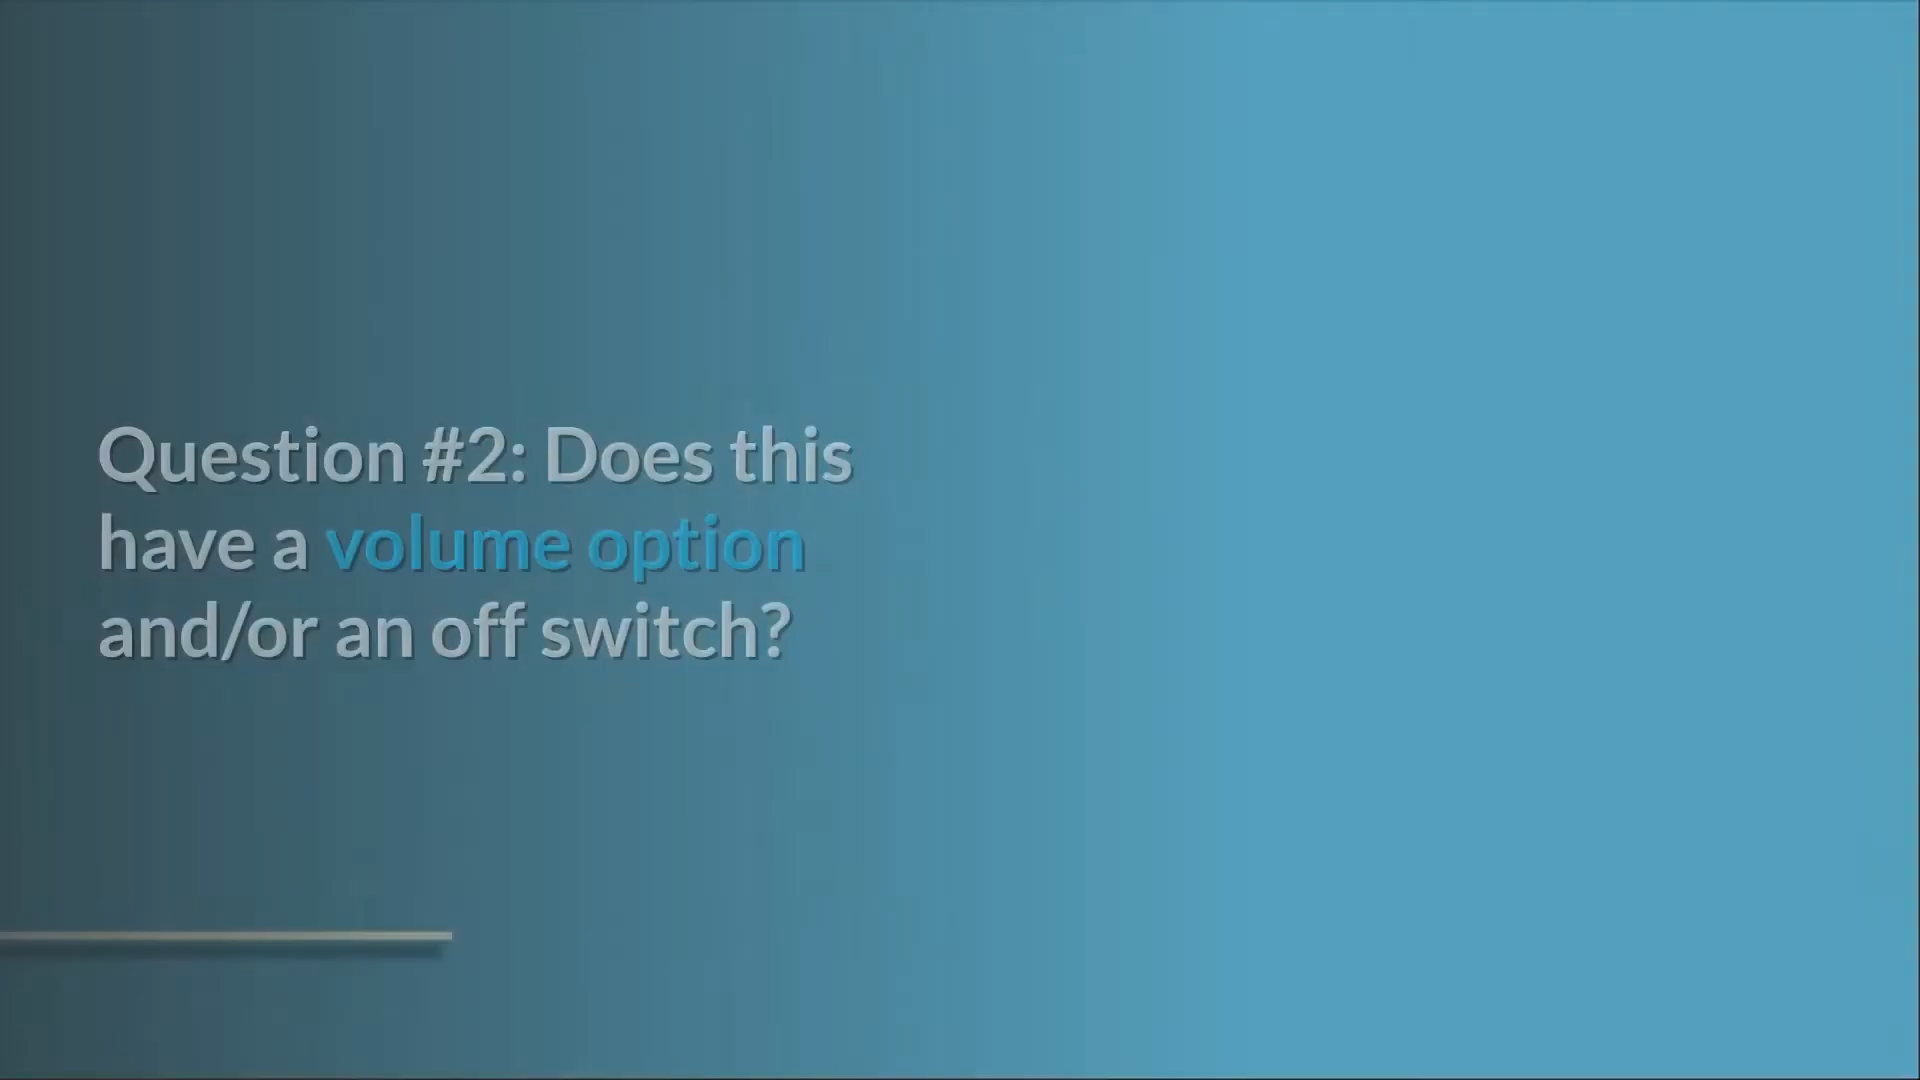 Question #2: Does this
have a volume option
and/or an off switch?